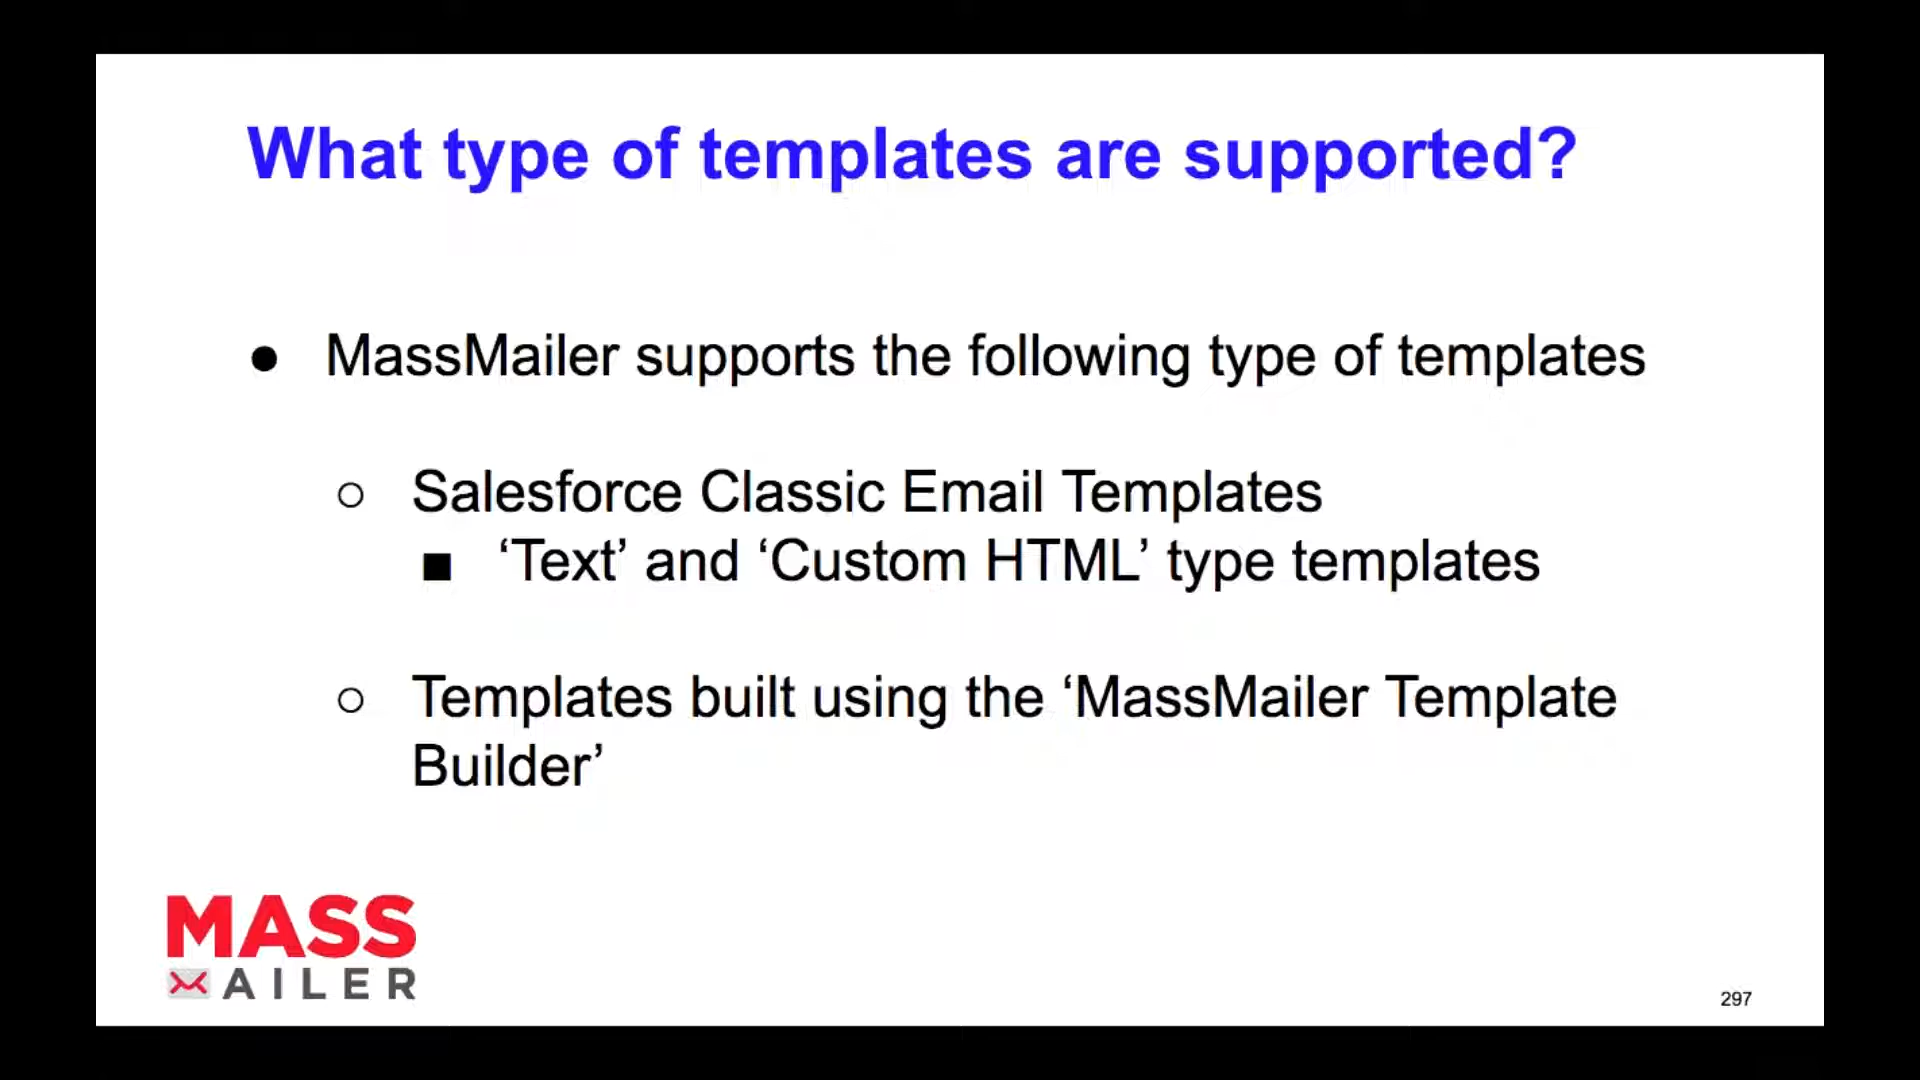 What type of templates are supported?
● MassMailer supports the following type of templates
○ Salesforce Classic Email Templates
■ ‘Text’ and ‘Custom HTML’ type templates
○ Templates built using the ‘MassMailer Template
Builder’
MASS
AILER
297